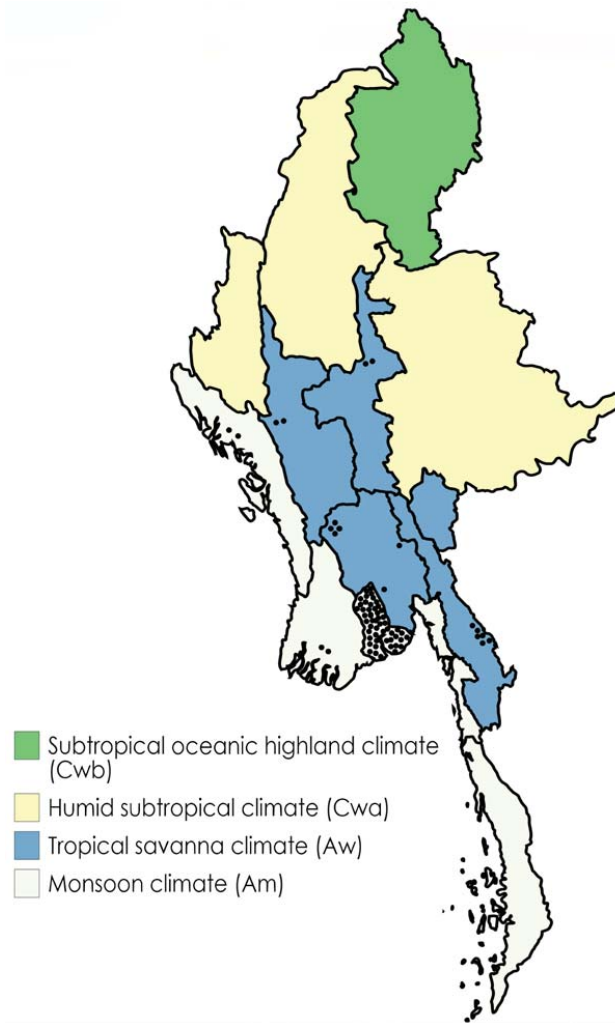 Subtropical oceanic highland climate
(Cwb)
Humid subtropical climate (Cwa)
Tropical savanna climate (Aw)
Monsoon climate (Am)